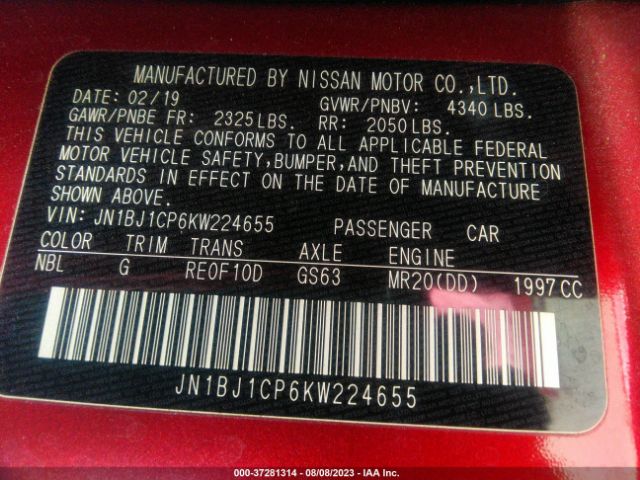 MANUFACTURED BY NISSAN MOTOR CO.,LTD.
DATE: 02/19 GVWR/PNBV: 4340 LBS.
GAWR/PNBE FR: 2325 LBS. RR: 2050 LBS.
THIS VEHICLE CONFORMS TO ALL APPLICABLE FEDERAL
MOTOR VEHICLE SAFETY, BUMPER, AND THEFT PREVENTION
STANDARDS IN EFFECT ON THE DATE OF MANUFACTURE
SHOWN ABOVE.
VIN: JN1BJ1CP6KW224655 PASSENGER CAR
COLOR TRIM TRANS AXLE ENGINE
NBL G RE0F10D GS63 MR20(DD) 1997 CC
JN1BJ1CP6KW224655
000-37281314 - 08/08/2023 - IAA Inc.